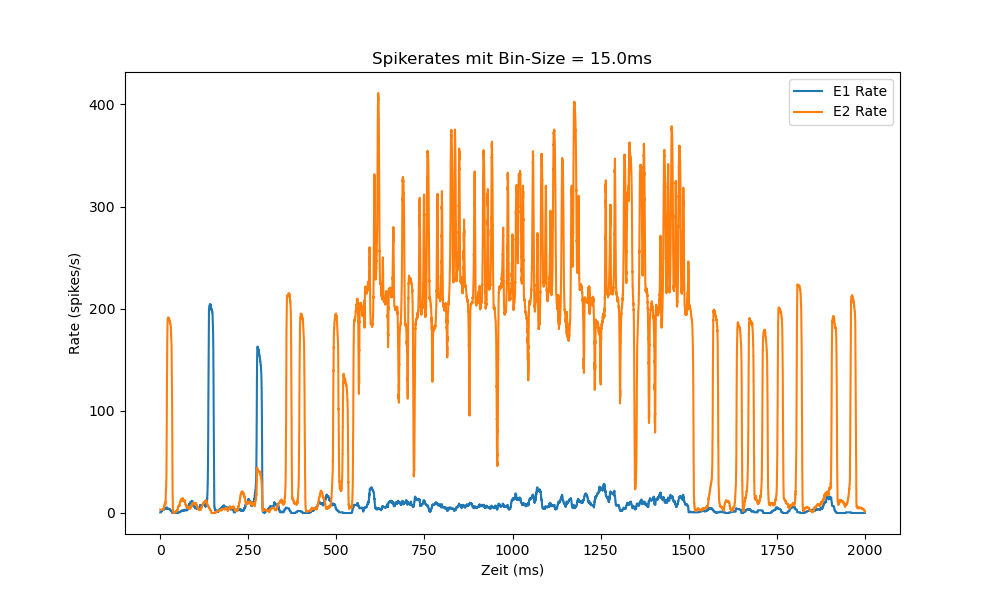 Spikerates mit Bin-Size = 15.0ms
E1 Rate
E2 Rate
Rate (spikes/s)
400
300
200
100
0
0 250 500 750 1000 1250 1500 1750 2000
Zeit (ms)